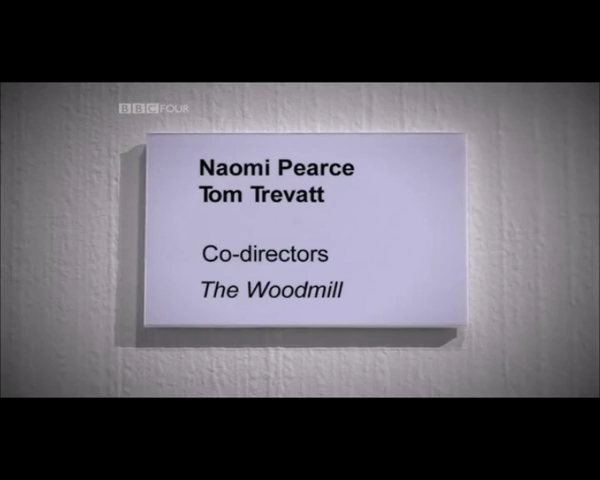 BBC FOUR
Naomi Pearce
Tom Trevatt
Co-directors
The Woodmill